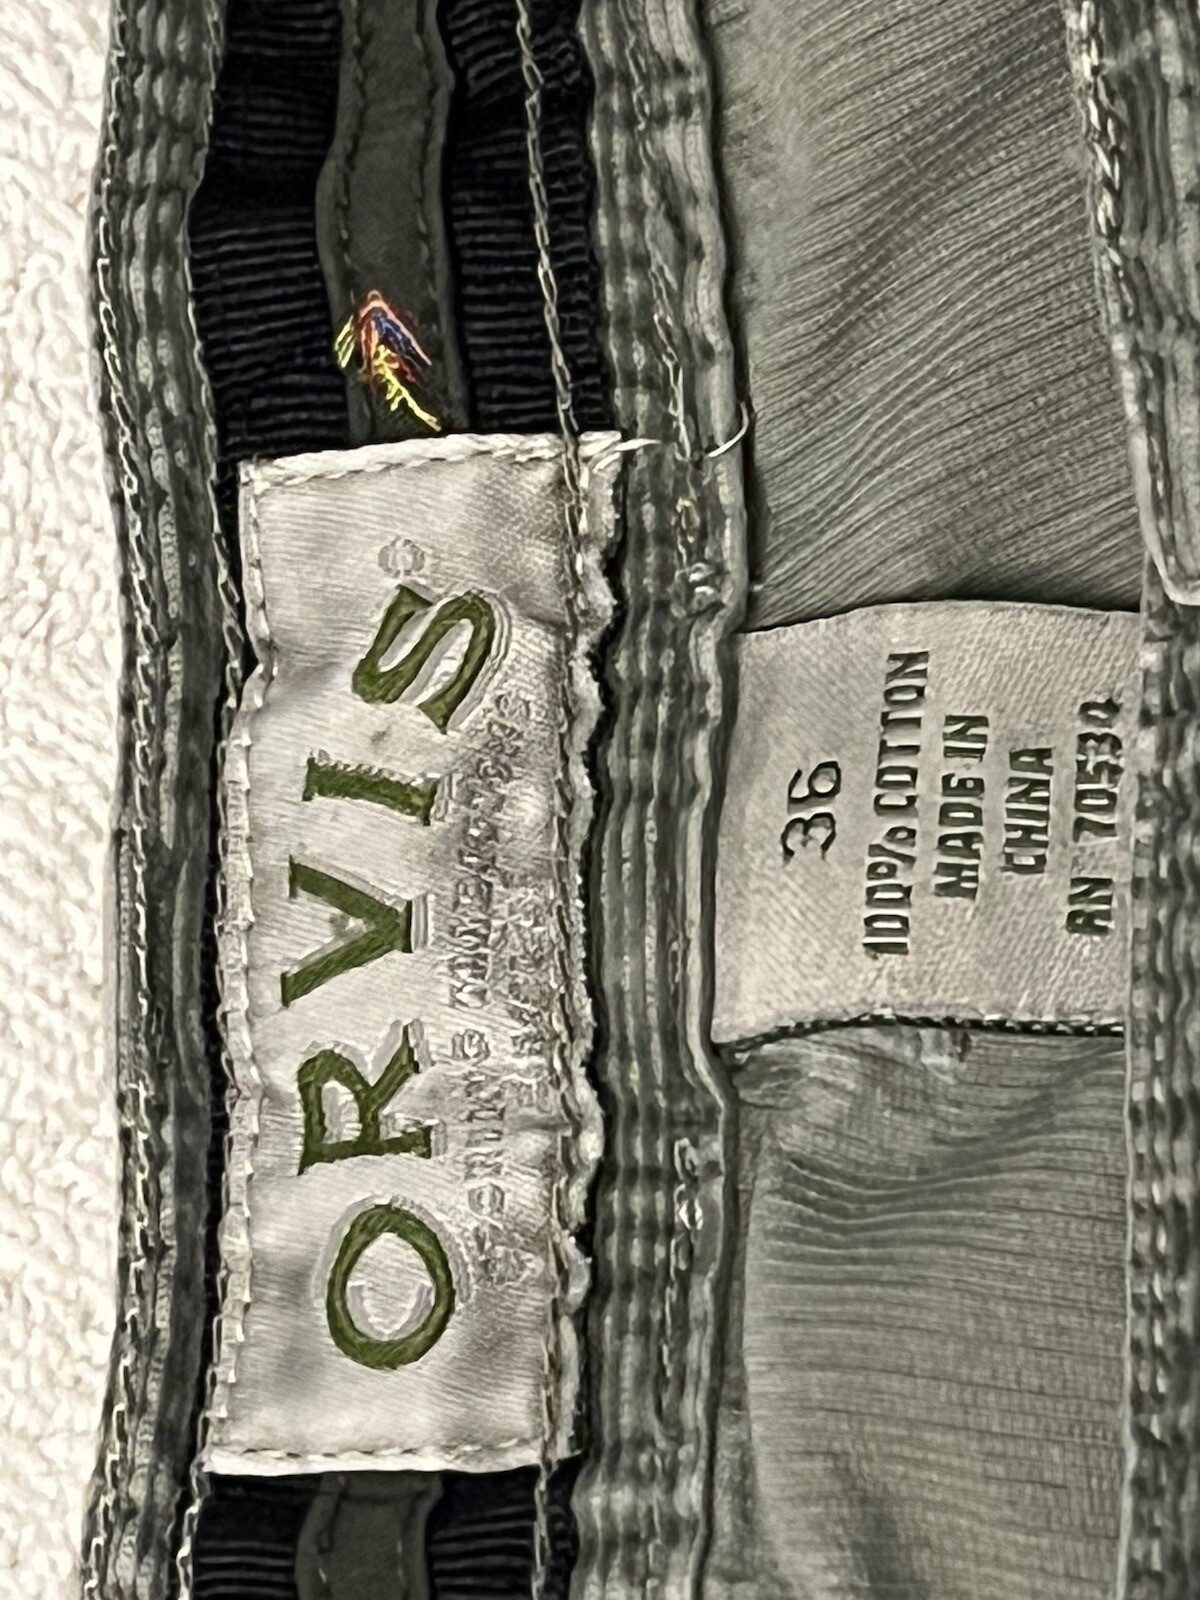 ORVIS®
36
100% COTTON
MADE IN
CHINA
RN 70534